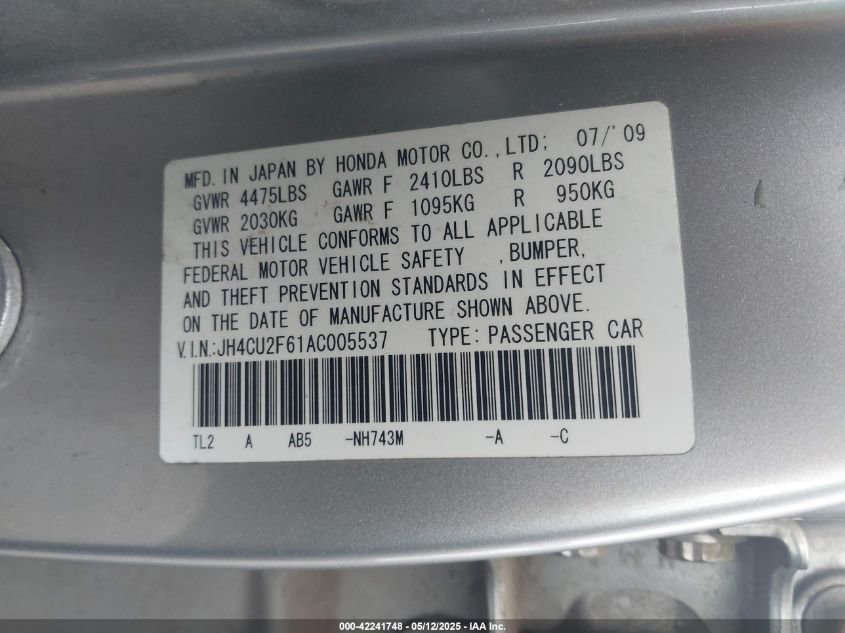 MFD. IN JAPAN BY HONDA MOTOR CO., LTD; 07/'09
GVWR 4475LBS GAWR F 2410LBS R 2090LBS
GVWR 2030KG GAWR F 1095KG R 950KG
THIS VEHICLE CONFORMS TO ALL APPLICABLE
FEDERAL MOTOR VEHICLE SAFETY , BUMPER,
AND THEFT PREVENTION STANDARDS IN EFFECT
ON THE DATE OF MANUFACTURE SHOWN ABOVE.
V.I.N.:JH4CU2F61AC005537 TYPE: PASSENGER CAR
TL2 A AB5 -NH743M -A -C
000-42241748 - 05/12/2025 - IAA Inc.